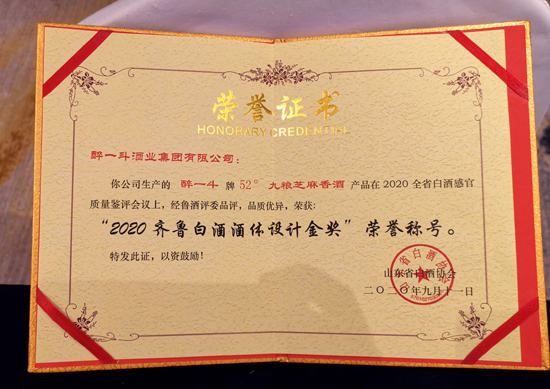 荣誉证书
HONORARY CREDENTIAL
醉一斗酒业集团有限公司：
你公司生产的 醉一斗 牌 52° 九粮芝麻香酒 产品在2020全省白酒感官
质量鉴评会议上，经鲁酒评委品评，品质优异，荣获：
“2020齐鲁白酒酒体设计金奖”荣誉称号。
特发此证，以资鼓励！
山东省白酒协会
二〇二〇年九月十一日